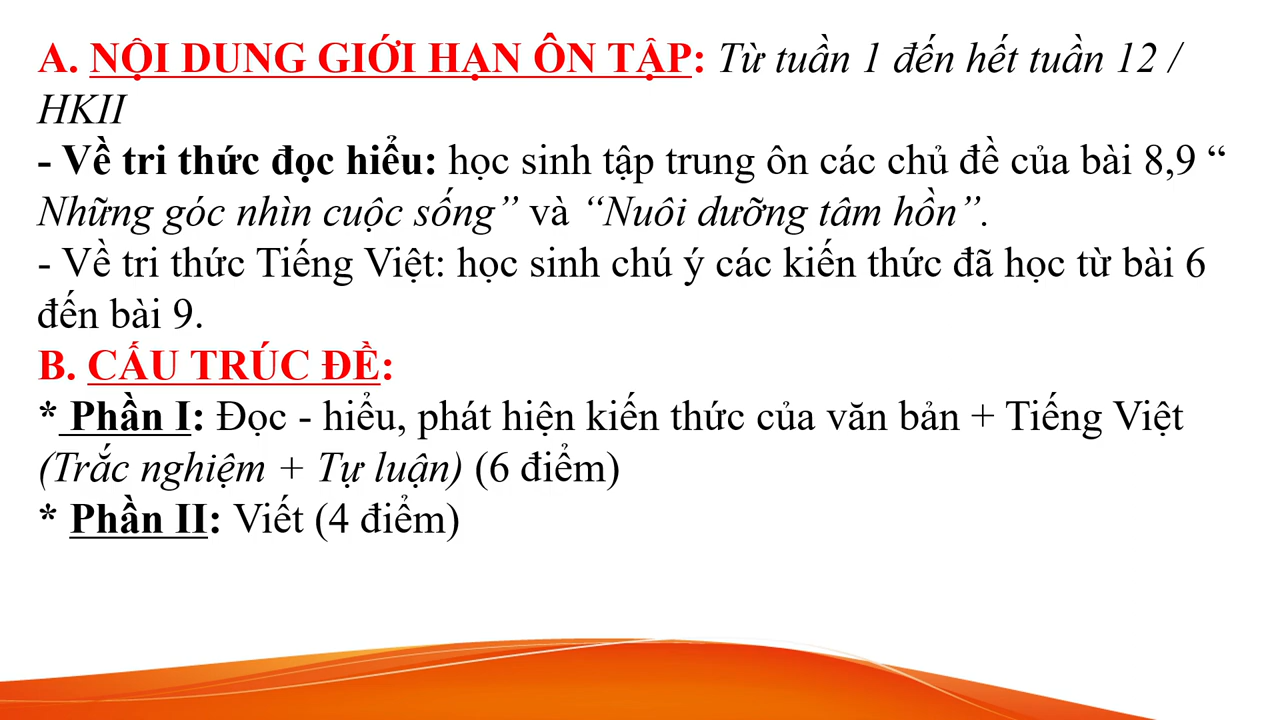 A. NỘI DUNG GIỚI HẠN ÔN TẬP: Từ tuần 1 đến hết tuần 12 /
HKII
- Về tri thức đọc hiểu: học sinh tập trung ôn các chủ đề của bài 8,9 “
Những góc nhìn cuộc sống” và “Nuôi dưỡng tâm hồn”.
- Về tri thức Tiếng Việt: học sinh chú ý các kiến thức đã học từ bài 6
đến bài 9.
B. CẤU TRÚC ĐỀ:
* Phần I: Đọc - hiểu, phát hiện kiến thức của văn bản + Tiếng Việt
(Trắc nghiệm + Tự luận) (6 điểm)
* Phần II: Viết (4 điểm)